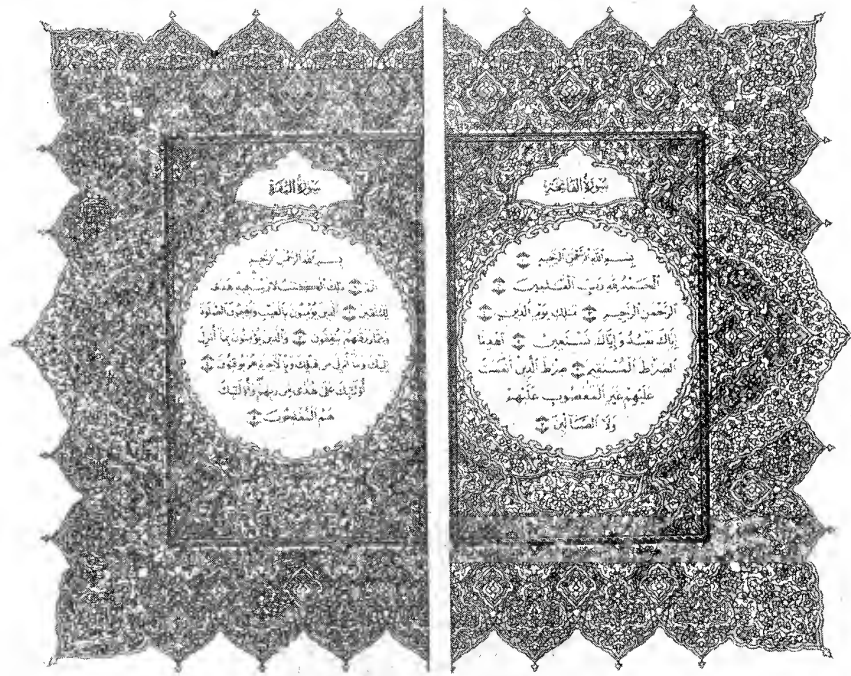 سورة الفاتحة
بسم الله الرحمن الرحيم
الحمد لله رب العلمين
الرحمن الرحيم ملك يوم الدين
إياك نعبد وإياك نستعين اهدنا
الصرط المستقيم صرط الذين أنعمت
عليهم غير المغضوب عليهم
ولا الضالين
سورة البقرة
بسم الله الرحمن الرحيم
الم ذلك الكتب لا ريب فيه هدى
للمتقين الذين يؤمنون بالغيب ويقيمون الصلوة
ومما رزقنهم ينفقون والذين يؤمنون بما أنزل
إليك وما أنزل من قبلك وبالآخرة هم يوقنون
أولئك على هدى من ربهم وأولئك
هم المفلحون